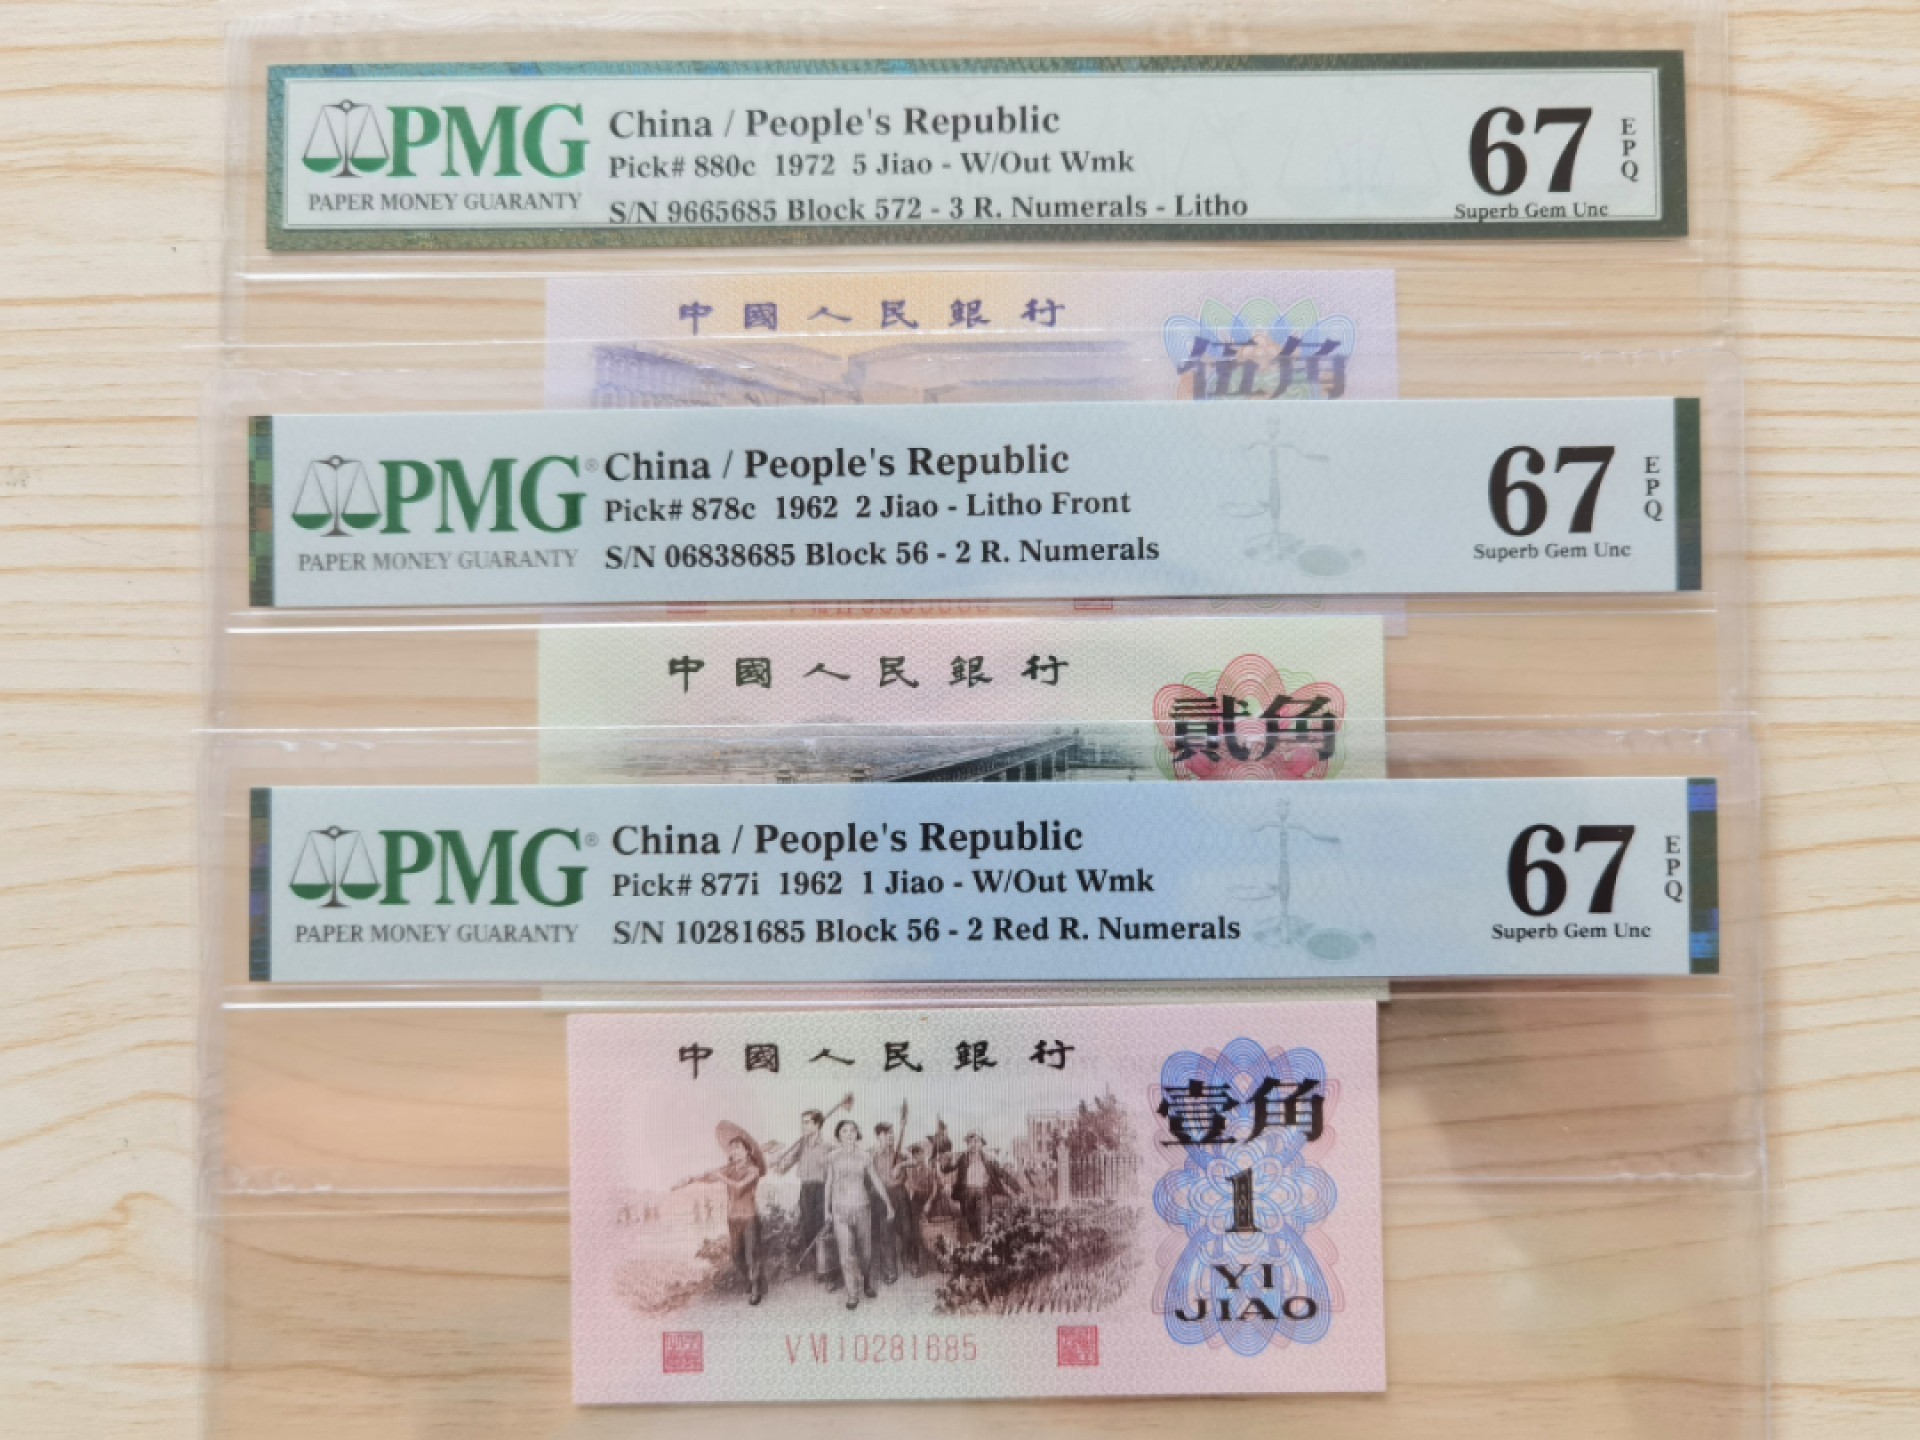 PMG
PAPER MONEY GUARANTY
China / People's Republic
Pick# 880c 1972 5 Jiao - W/Out Wmk
S/N 9665685 Block 572 - 3 R. Numerals - Litho
67
EPQ
Superb Gem Unc
中國人民銀行
伍角
PMG®
PAPER MONEY GUARANTY
China / People's Republic
Pick# 878c 1962 2 Jiao - Litho Front
S/N 06838685 Block 56 - 2 R. Numerals
67
EPQ
Superb Gem Unc
中國人民銀行
貳角
PMG®
PAPER MONEY GUARANTY
China / People's Republic
Pick# 877i 1962 1 Jiao - W/Out Wmk
S/N 10281685 Block 56 - 2 Red R. Numerals
67
EPQ
Superb Gem Unc
中國人民銀行
壹角
1
YI
JIAO
VVI10281685